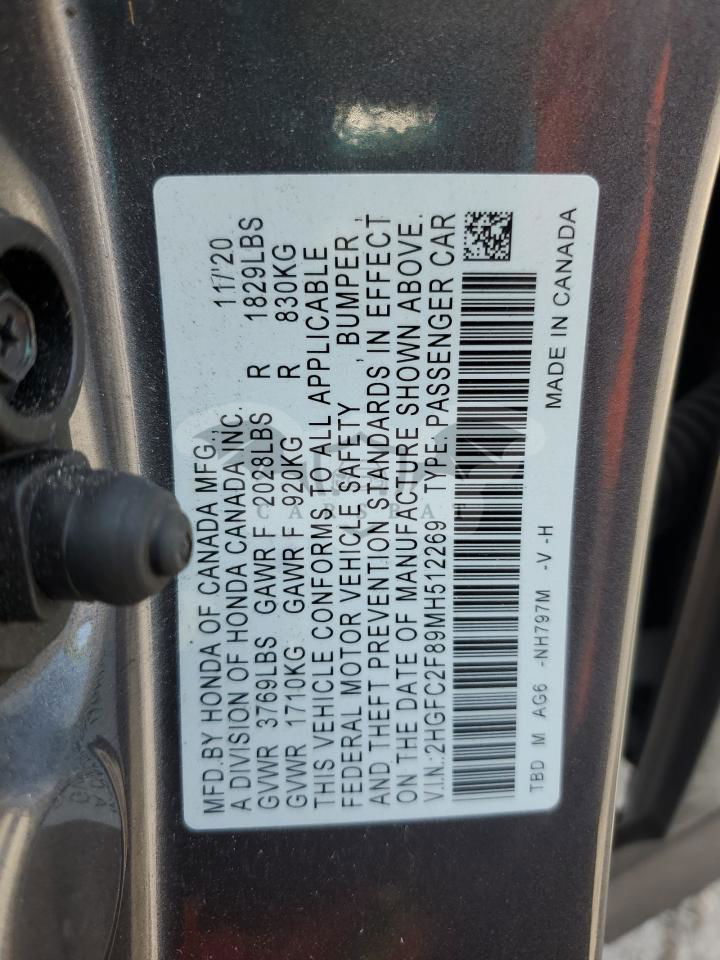 MFD.BY HONDA OF CANADA MFG., 11/'20
A DIVISION OF HONDA CANADA INC.
GVWR 3769LBS GAWR F 2028LBS R 1829LBS
GVWR 1710KG GAWR F 920KG R 830KG
THIS VEHICLE CONFORMS TO ALL APPLICABLE
FEDERAL MOTOR VEHICLE SAFETY , BUMPER ,
AND THEFT PREVENTION STANDARDS IN EFFECT
ON THE DATE OF MANUFACTURE SHOWN ABOVE.
V.I.N.:2HGFC2F89MH512269 TYPE: PASSENGER CAR
TBD M AG6 -NH797M -V -H MADE IN CANADA